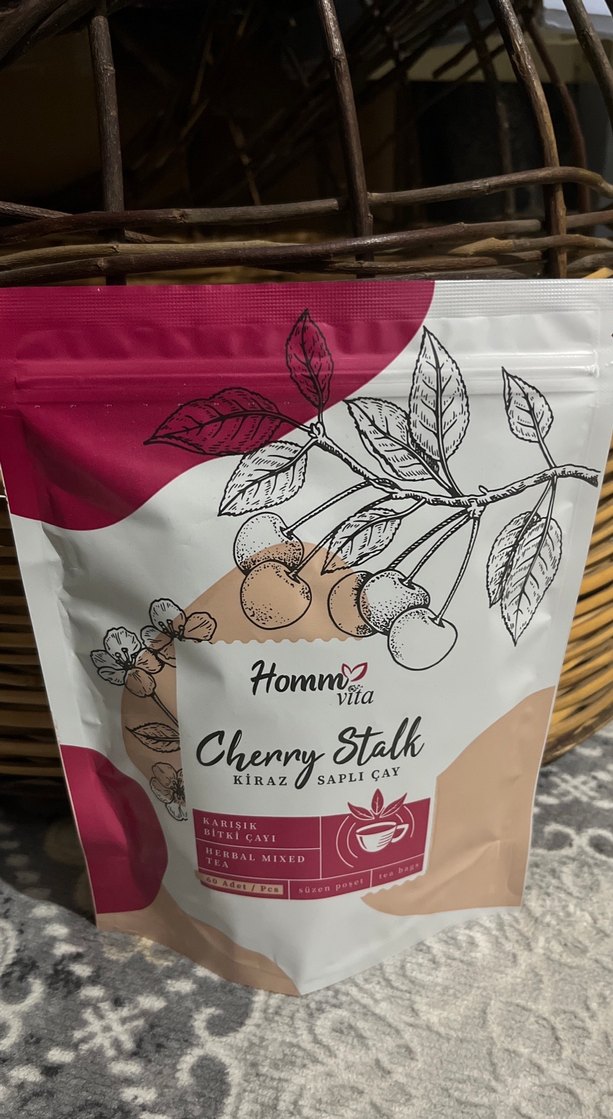 Homm
vita
Cherry Stalk
KİRAZ SAPLI ÇAY
KARIŞIK
BİTKİ ÇAYI
HERBAL MIXED
TEA
60 Adet / Pcs
süzen poşet
tea bags